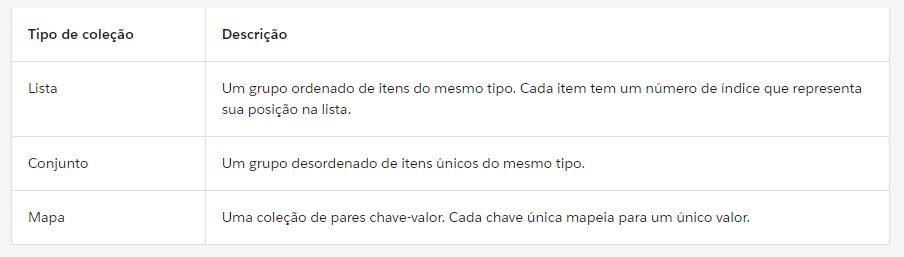 Tipo de coleção
Descrição
Lista
Um grupo ordenado de itens do mesmo tipo. Cada item tem um número de índice que representa
sua posição na lista.
Conjunto
Um grupo desordenado de itens únicos do mesmo tipo.
Mapa
Uma coleção de pares chave-valor. Cada chave única mapeia para um único valor.